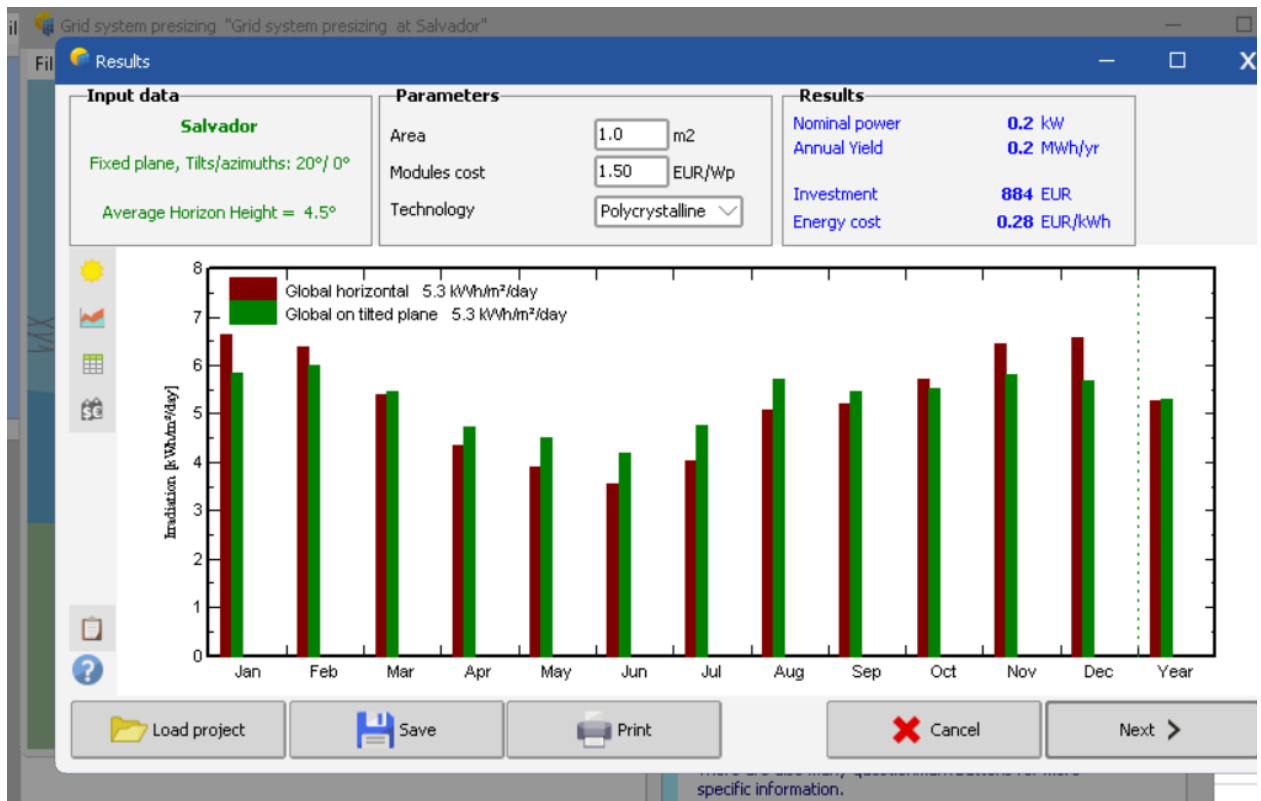 Grid system presizing "Grid system presizing at Salvador"
Fil
Results
Input data
Salvador
Fixed plane, Tilts/azimuths: 20°/ 0°
Average Horizon Height = 4.5°
Parameters
Area 1.0 m2
Modules cost 1.50 EUR/Wp
Technology Polycrystalline
Results
Nominal power 0.2 kW
Annual Yield 0.2 MWh/yr
Investment 884 EUR
Energy cost 0.28 EUR/kWh
Global horizontal 5.3 kWh/m²/day
Global on tilted plane 5.3 kWh/m²/day
Irradiation [kWh/m²/day]
8
7
6
5
4
3
2
1
0
Jan Feb Mar Apr May Jun Jul Aug Sep Oct Nov Dec Year
Load project Save Print Cancel Next
specific information.